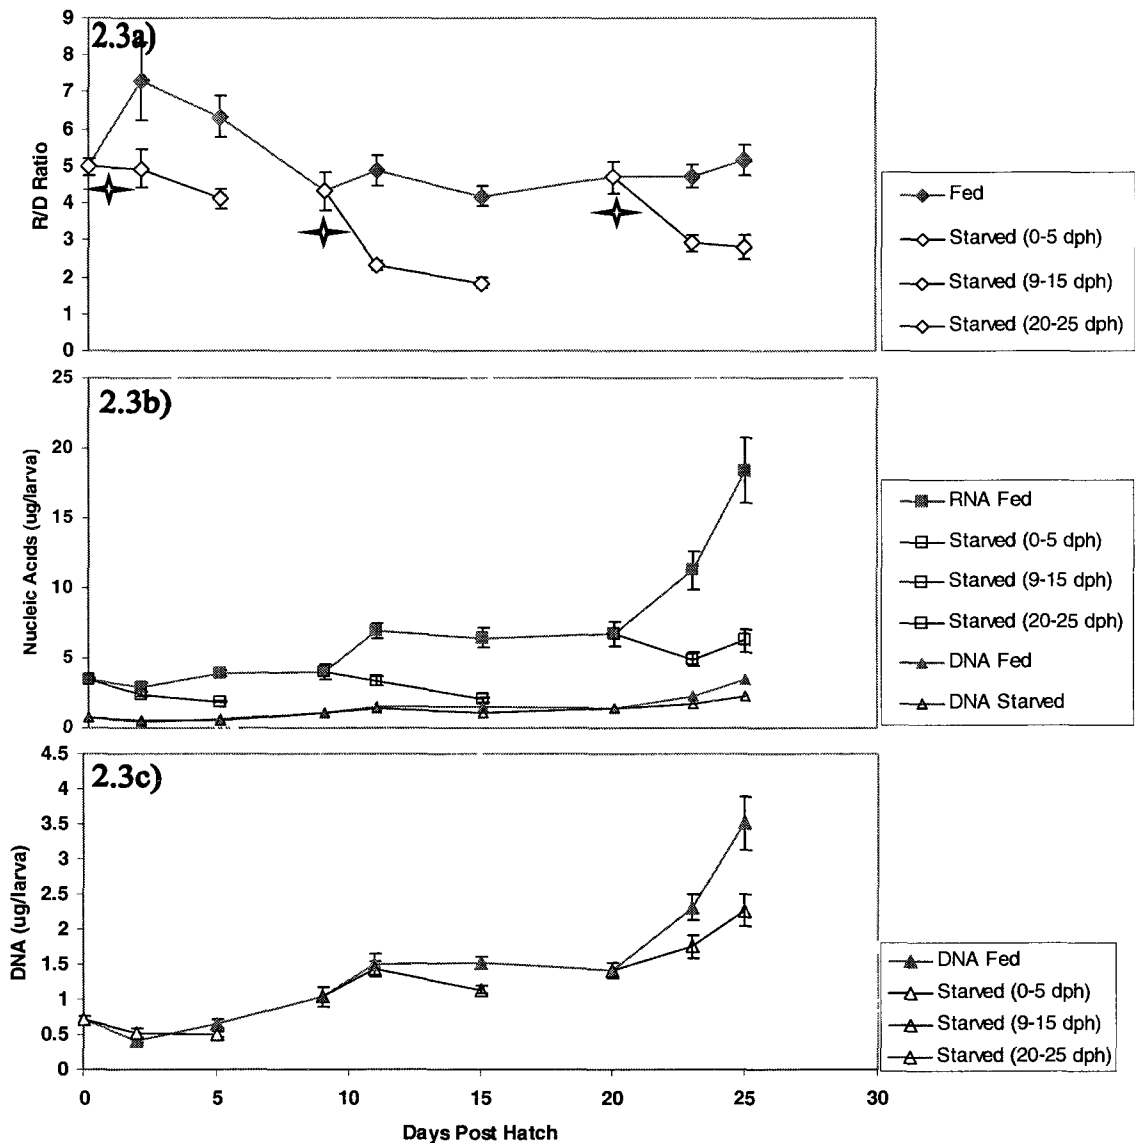 2.3a)
9
8
7
6
5
4
3
2
1
0
R/D Ratio
Fed
Starved (0-5 dph)
Starved (9-15 dph)
Starved (20-25 dph)
2.3b)
25
20
15
10
5
0
Nucleic Acids (ug/larva)
RNA Fed
Starved (0-5 dph)
Starved (9-15 dph)
Starved (20-25 dph)
DNA Fed
DNA Starved
2.3c)
4.5
4
3.5
3
2.5
2
1.5
1
0.5
0
DNA (ug/larva)
DNA Fed
Starved (0-5 dph)
Starved (9-15 dph)
Starved (20-25 dph)
0 5 10 15 20 25 30
Days Post Hatch